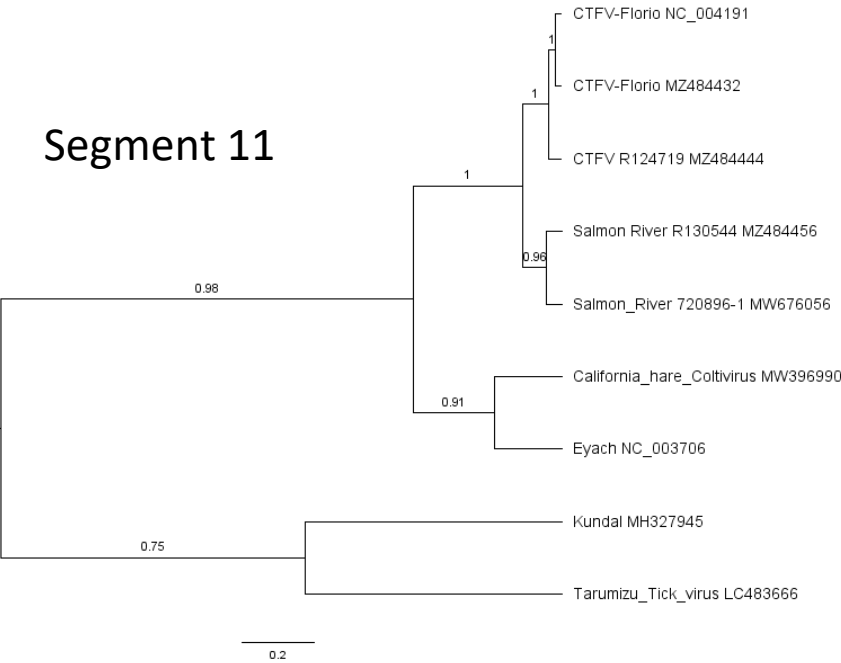 CTFV-Florio NC_004191
1
CTFV-Florio MZ484432
1
Segment 11
CTFV R124719 MZ484444
1
Salmon River R130544 MZ484456
0.96
0.98
Salmon_River 720896-1 MW676056
California_hare_Coltivirus MW396990
0.91
Eyach NC_003706
Kundal MH327945
0.75
Tarumizu_Tick_virus LC483666
0.2